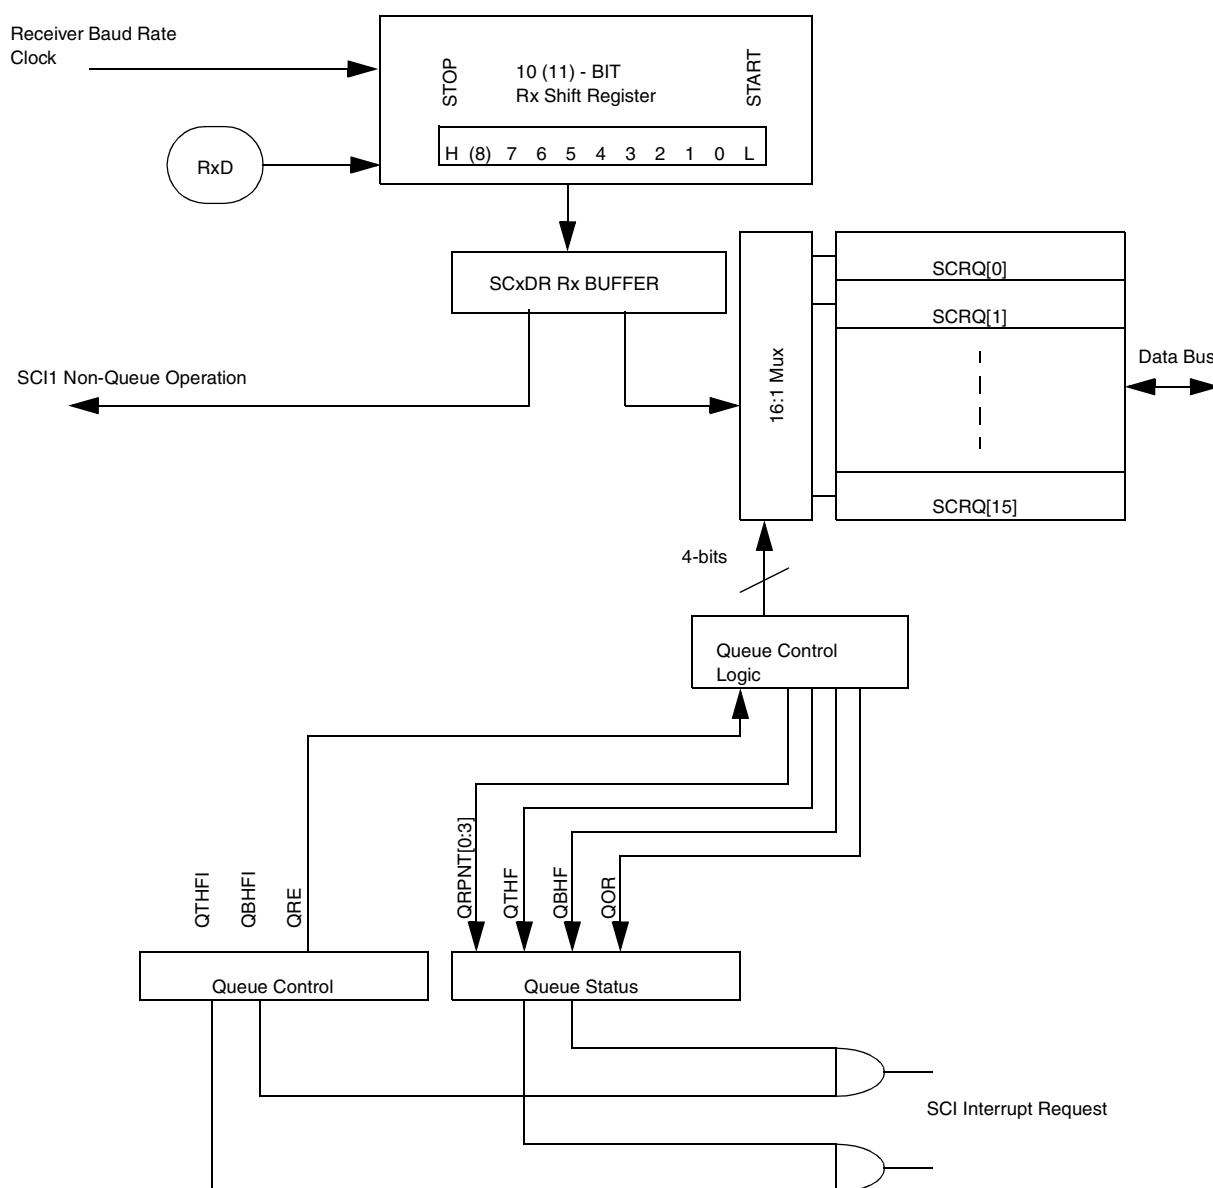 Receiver Baud Rate
Clock
STOP
10 (11) - BIT
Rx Shift Register
START
H (8) 7 6 5 4 3 2 1 0 L
RxD
SCxDR Rx BUFFER
SCRQ[0]
SCRQ[1]
16:1 Mux
Data Bus
SCI1 Non-Queue Operation
SCRQ[15]
4-bits
Queue Control
Logic
QTHFI
QBHFI
QRE
QRPNT[0:3]
QTHF
QBHF
QOR
Queue Control
Queue Status
SCI Interrupt Request